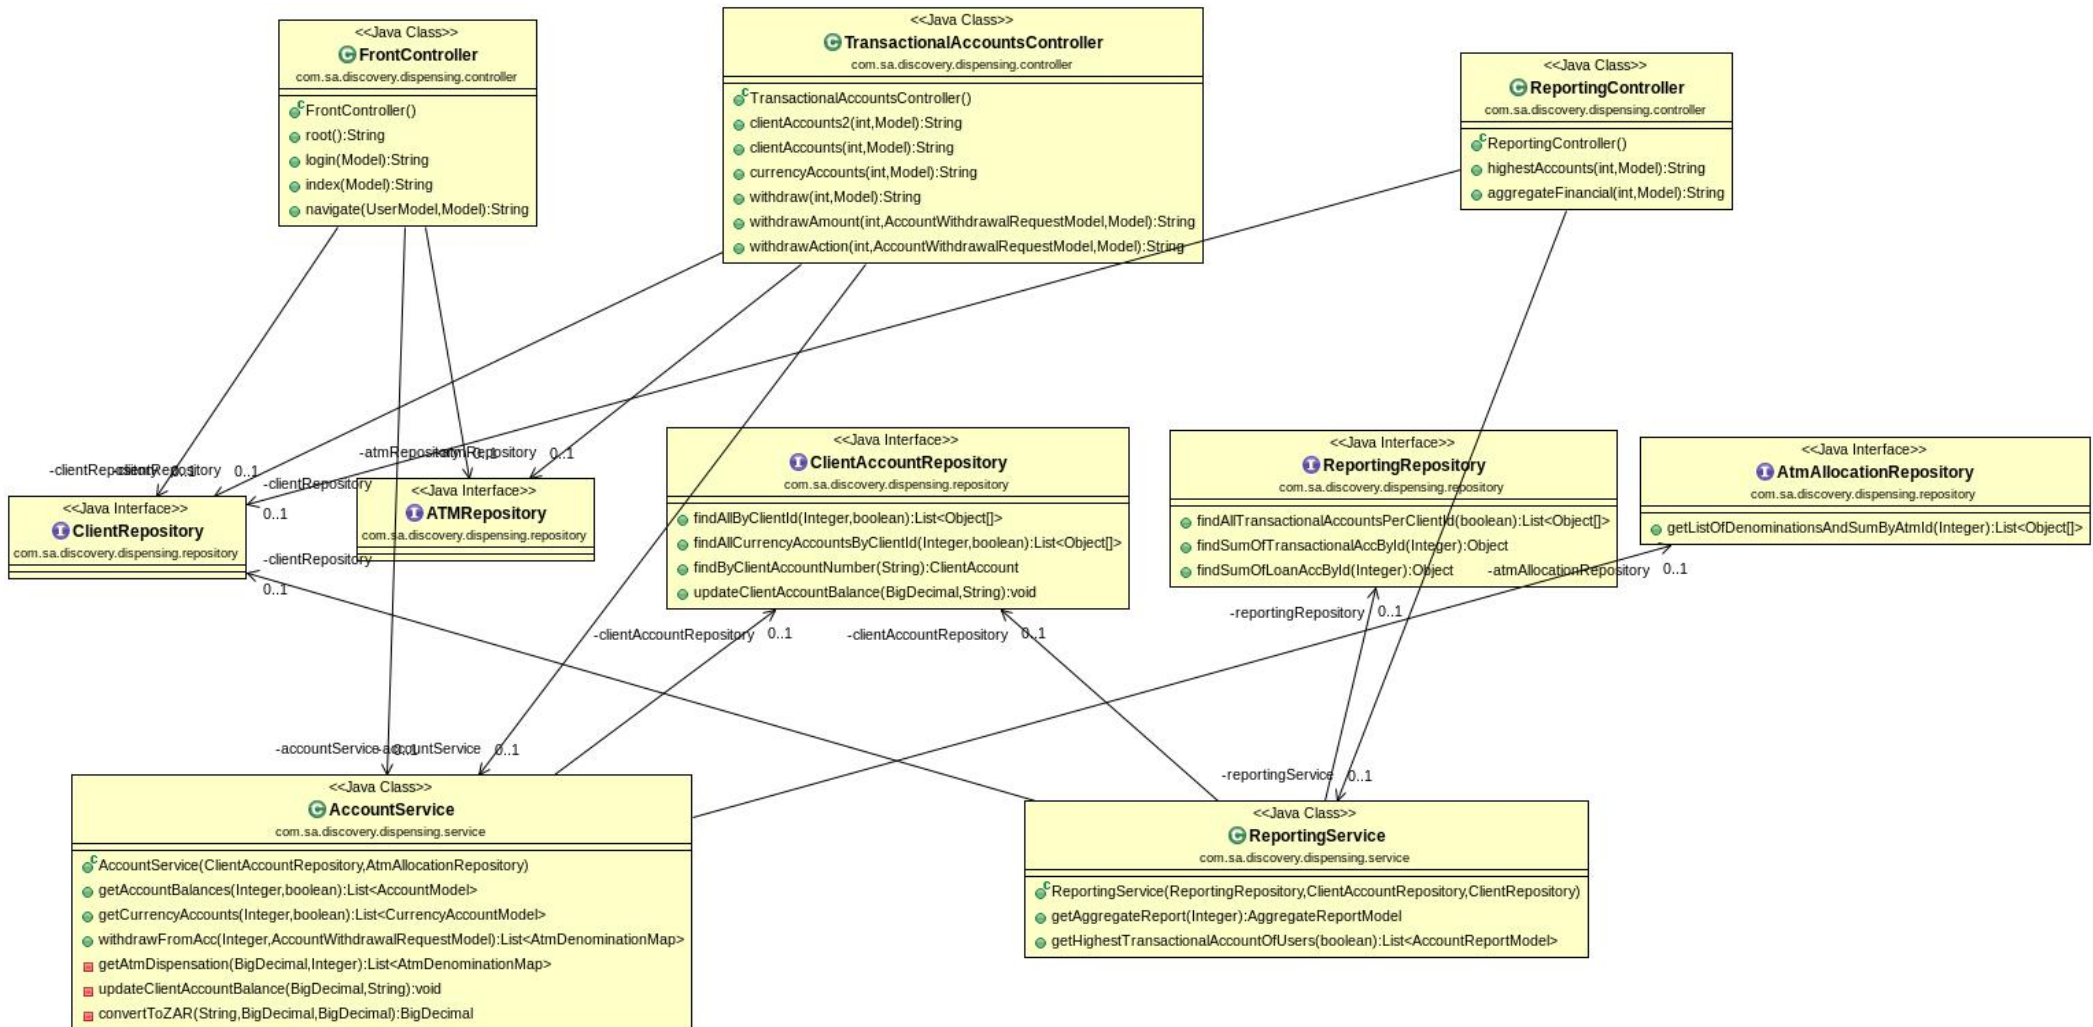 <<Java Class>>
FrontController
com.sa.discovery.dispensing.controller
FrontController()
root():String
login(Model):String
index(Model):String
navigate(UserModel,Model):String
<<Java Class>>
TransactionalAccountsController
com.sa.discovery.dispensing.controller
TransactionalAccountsController()
clientAccounts2(int,Model):String
clientAccounts(int,Model):String
currencyAccounts(int,Model):String
withdraw(int,Model):String
withdrawAmount(int,AccountWithdrawalRequestModel,Model):String
withdrawAction(int,AccountWithdrawalRequestModel,Model):String
<<Java Class>>
ReportingController
com.sa.discovery.dispensing.controller
ReportingController()
highestAccounts(int,Model):String
aggregateFinancial(int,Model):String
-clientRepository
-clientRepository
0..1
0..1
-clientRepository
0..1
-clientRepository
0..1
-atmRepository
-atmRepository
0..1
0..1
<<Java Interface>>
ClientRepository
com.sa.discovery.dispensing.repository
<<Java Interface>>
ATMRepository
com.sa.discovery.dispensing.repository
<<Java Interface>>
ClientAccountRepository
com.sa.discovery.dispensing.repository
findAllByClientId(Integer,boolean):List<Object[]>
findAllCurrencyAccountsByClientId(Integer,boolean):List<Object[]>
findByClientAccountNumber(String):ClientAccount
updateClientAccountBalance(BigDecimal,String):void
<<Java Interface>>
ReportingRepository
com.sa.discovery.dispensing.repository
findAllTransactionalAccountsPerClientId(boolean):List<Object[]>
findSumOfTransactionalAccById(Integer):Object
findSumOfLoanAccById(Integer):Object
<<Java Interface>>
AtmAllocationRepository
com.sa.discovery.dispensing.repository
getListOfDenominationsAndSumByAtmId(Integer):List<Object[]>
-atmAllocationRepository
0..1
-clientAccountRepository
0..1
-clientAccountRepository
0..1
-reportingRepository
0..1
-accountService
-accountService
0..1
0..1
-reportingService
0..1
<<Java Class>>
AccountService
com.sa.discovery.dispensing.service
AccountService(ClientAccountRepository,AtmAllocationRepository)
getAccountBalances(Integer,boolean):List<AccountModel>
getCurrencyAccounts(Integer,boolean):List<CurrencyAccountModel>
withdrawFromAcc(Integer,AccountWithdrawalRequestModel):List<AtmDenominationMap>
getAtmDispensation(BigDecimal,Integer):List<AtmDenominationMap>
updateClientAccountBalance(BigDecimal,String):void
convertToZAR(String,BigDecimal,BigDecimal):BigDecimal
<<Java Class>>
ReportingService
com.sa.discovery.dispensing.service
ReportingService(ReportingRepository,ClientAccountRepository,ClientRepository)
getAggregateReport(Integer):AggregateReportModel
getHighestTransactionalAccountOfUsers(boolean):List<AccountReportModel>